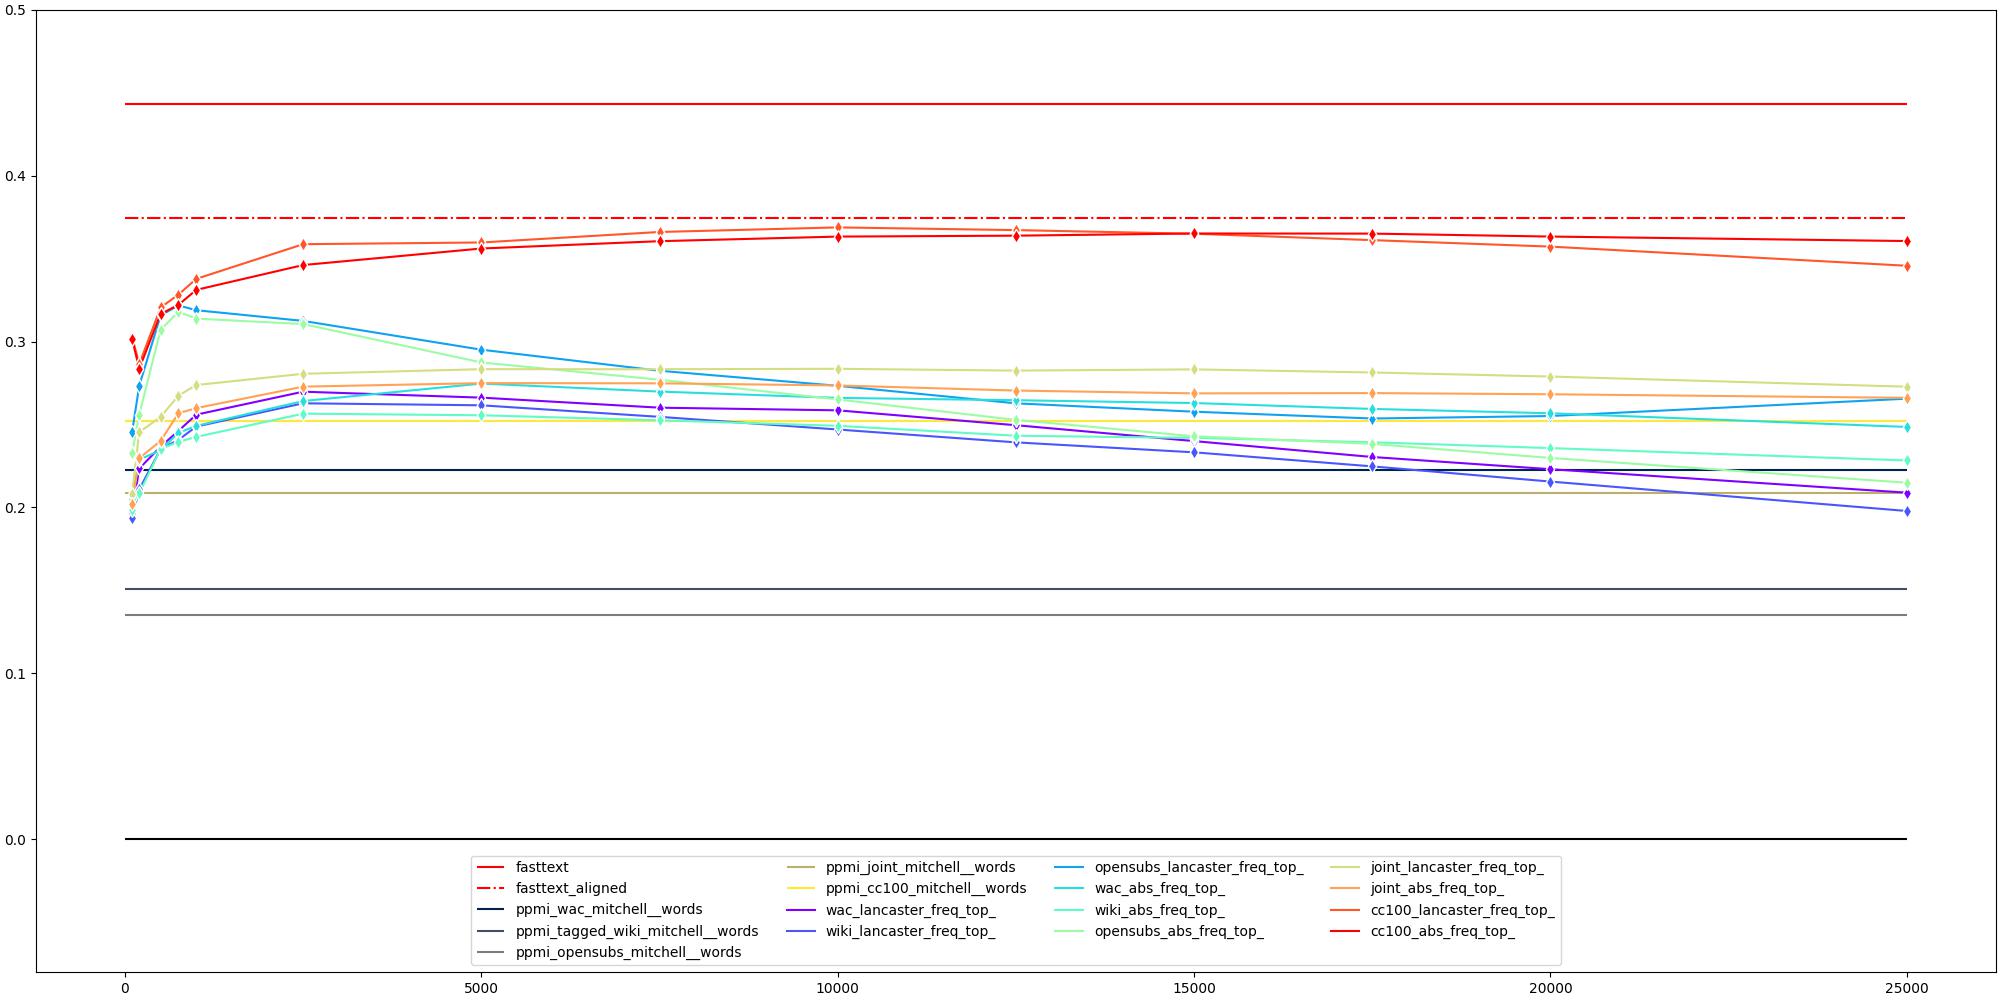 0.5
0.4
0.3
0.2
0.1
0.0
fasttext
fasttext_aligned
ppmi_wac_mitchell__words
ppmi_tagged_wiki_mitchell__words
ppmi_opensubs_mitchell__words
ppmi_joint_mitchell__words
ppmi_cc100_mitchell__words
wac_lancaster_freq_top_
wiki_lancaster_freq_top_
opensubs_lancaster_freq_top_
wac_abs_freq_top_
wiki_abs_freq_top_
opensubs_abs_freq_top_
joint_lancaster_freq_top_
joint_abs_freq_top_
cc100_lancaster_freq_top_
cc100_abs_freq_top_
0
5000
10000
15000
20000
25000